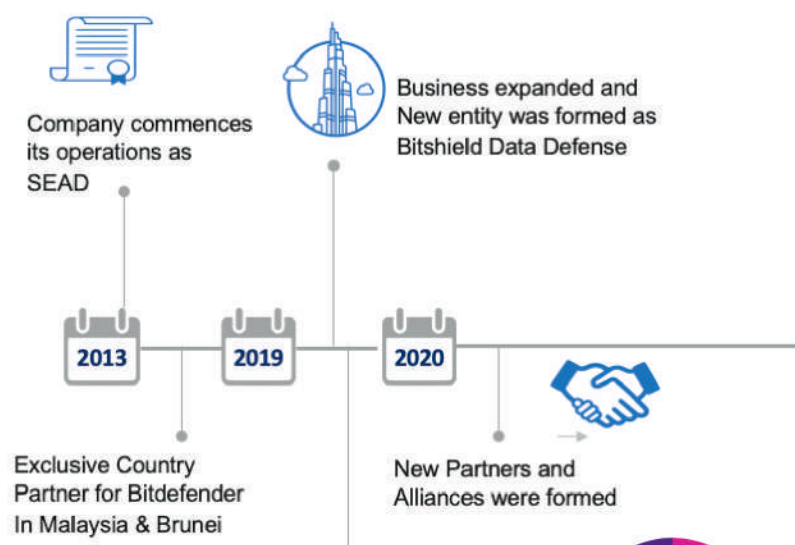 Company commences
its operations as
SEAD
Business expanded and
New entity was formed as
Bitshield Data Defense
2013
2019
2020
Exclusive Country
Partner for Bitdefender
In Malaysia & Brunei
New Partners and
Alliances were formed